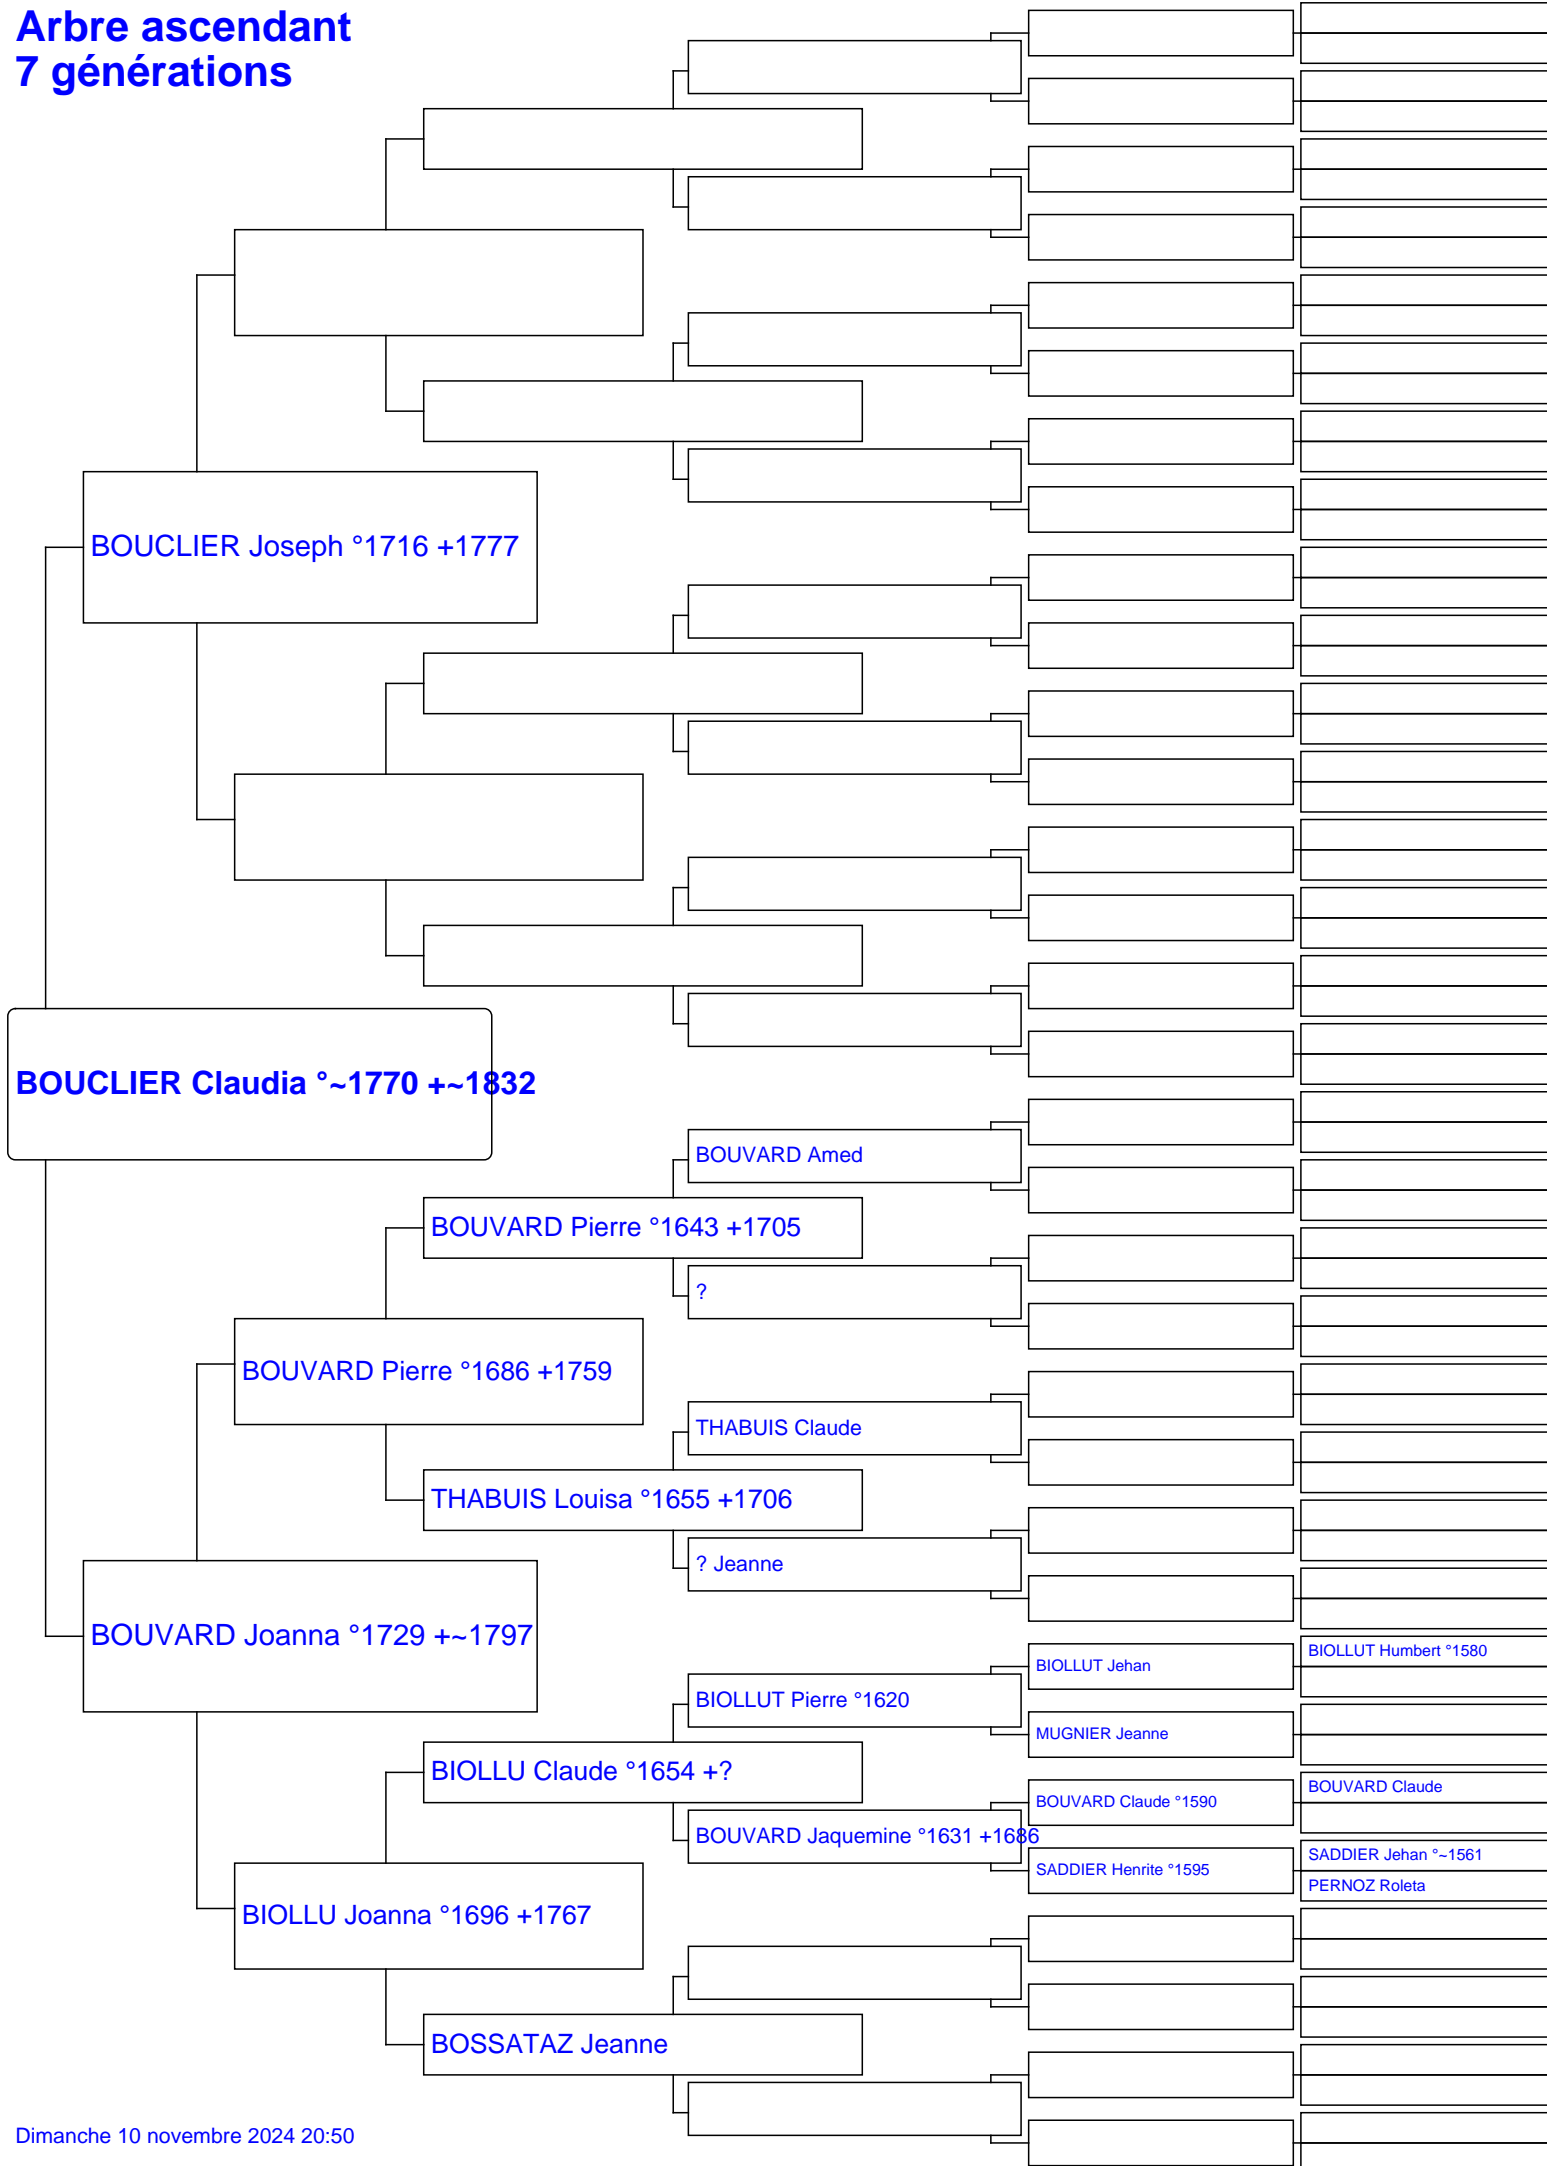 Arbre ascendant
7 générations
BOUCLIER Joseph °1716 +1777
BOUCLIER Claudia °~1770 +~1832
BOUVARD Amed
BOUVARD Pierre °1643 +1705
?
BOUVARD Pierre °1686 +1759
THABUIS Claude
THABUIS Louisa °1655 +1706
? Jeanne
BOUVARD Joanna °1729 +~1797
BIOLLUT Humbert °1580
BIOLLUT Jehan
BIOLLUT Pierre °1620
MUGNIER Jeanne
BIOLLU Claude °1654 +?
BOUVARD Claude
BOUVARD Claude °1590
BOUVARD Jaquemine °1631 +1686
SADDIER Jehan °~1561
SADDIER Henrite °1595
PERNOZ Roleta
BIOLLU Joanna °1696 +1767
BOSSATAZ Jeanne
Dimanche 10 novembre 2024 20:50